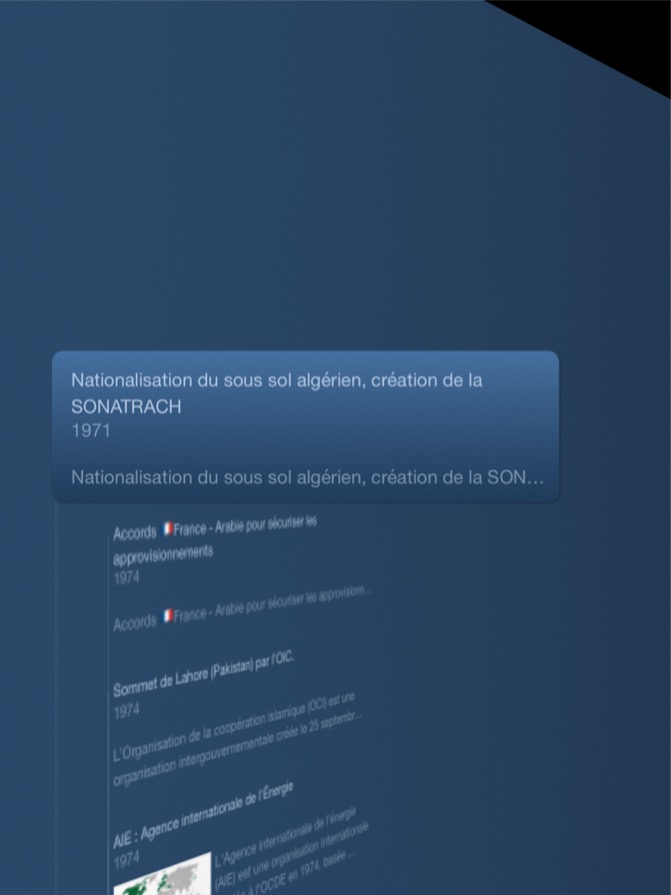 Nationalisation du sous sol algérien, création de la
SONATRACH
1971
Nationalisation du sous sol algérien, création de la SON...
Accords 🇫🇷France - Arabie pour sécuriser les
approvisionnements
1974
Accords 🇫🇷France - Arabie pour sécuriser les approvisionn...
Sommet de Lahore (Pakistan) par l'OIC.
1974
L'Organisation de la coopération islamique (OCI) est une
organisation intergouvernementale créée le 25 septembr...
AIE : Agence internationale de l'Énergie
1974
L'Agence internationale de l'énergie
(AIE) est une organisation internationale
à l'OCDE en 1974, basée ...